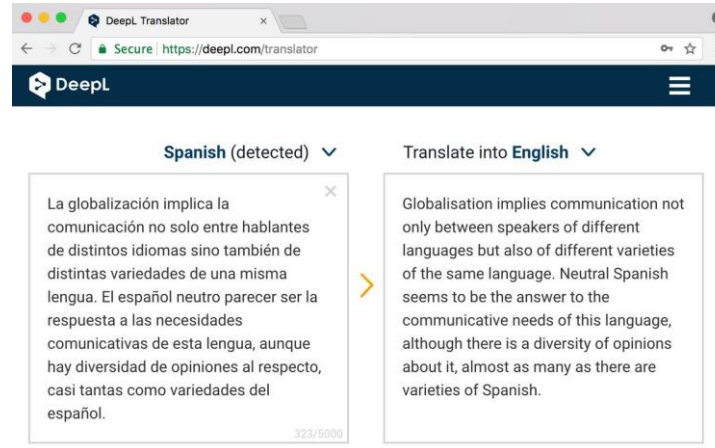 DeepL Translator
Secure https://deepl.com/translator
DeepL
Spanish (detected)
Translate into English
La globalización implica la
comunicación no solo entre hablantes
de distintos idiomas sino también de
distintas variedades de una misma
lengua. El español neutro parecer ser la
respuesta a las necesidades
comunicativas de esta lengua, aunque
hay diversidad de opiniones al respecto,
casi tantas como variedades del
español.
323/5000
Globalisation implies communication not
only between speakers of different
languages but also of different varieties
of the same language. Neutral Spanish
seems to be the answer to the
communicative needs of this language,
although there is a diversity of opinions
about it, almost as many as there are
varieties of Spanish.